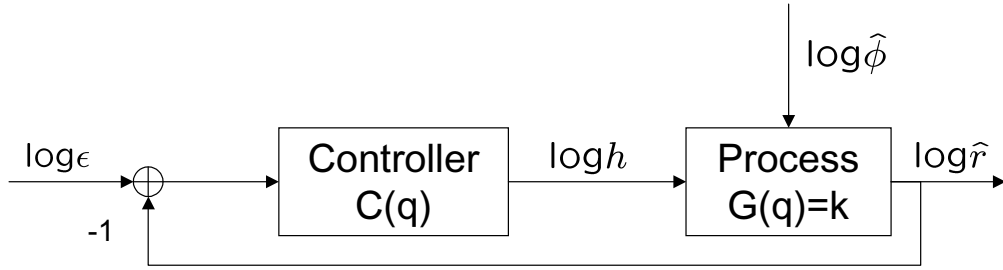 logϕ̂
logϵ
Controller
C(q)
logh
Process
G(q)=k
logr̂
-1